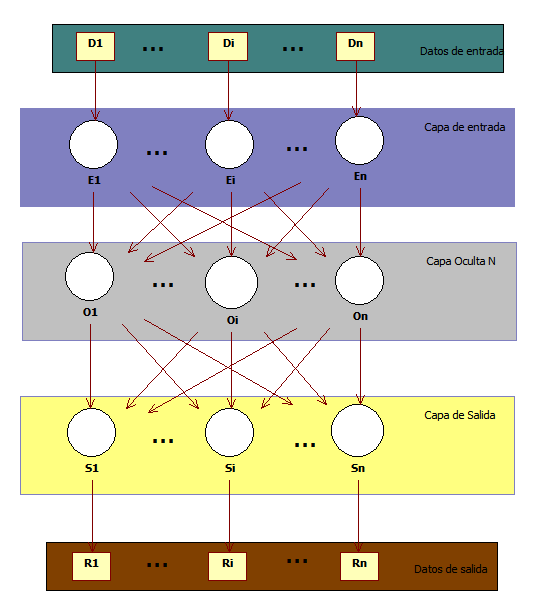 D1 ... Di ... Dn
Datos de entrada
Capa de entrada
... ...
E1 Ei En
Capa Oculta N
... ...
O1 Oi On
Capa de Salida
... ...
S1 Si Sn
R1 ... Ri ... Rn
Datos de salida